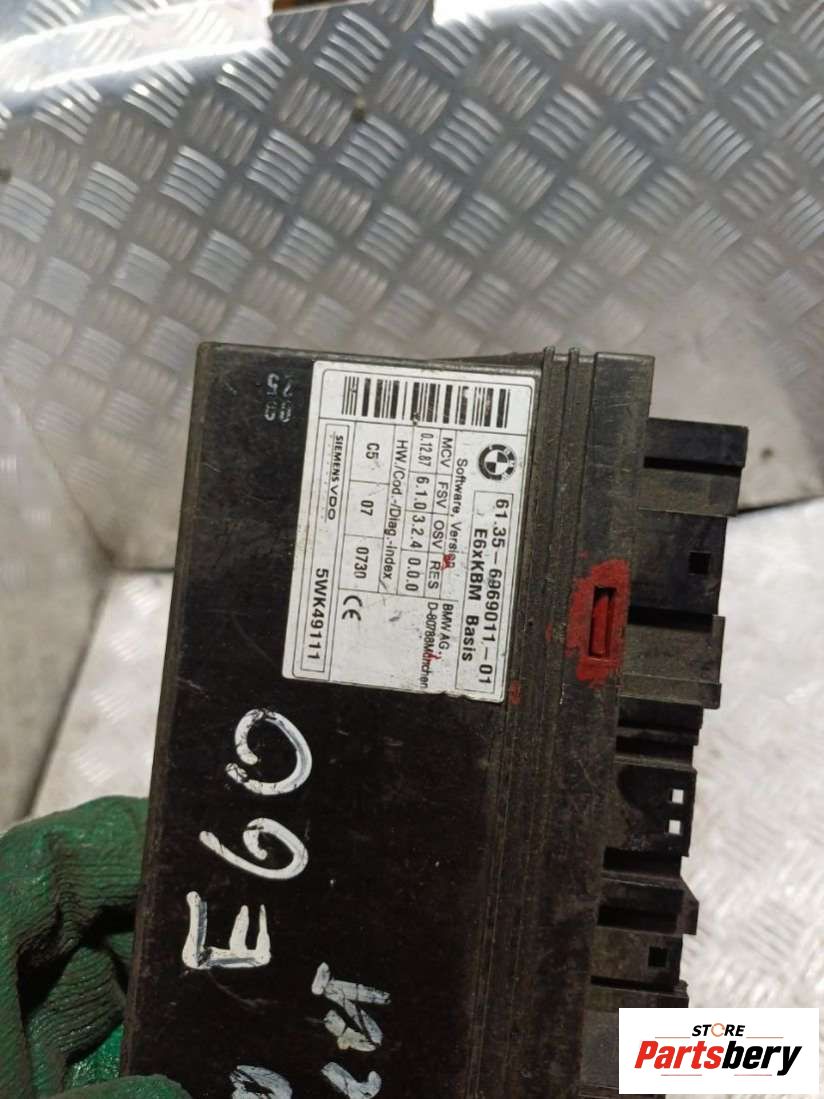 61.35-6969011-01
E6xKBM Basis
Software, Version
BMW AG
D-80788München
MCV FSV OSV RES
0.12.87 6.1.0 3.2.4 0.0.0
HW./Cod.-/Diag.-Index
C5 07 0730
CE
SIEMENS VDO
5WK49111
E60
STORE
Partsbery